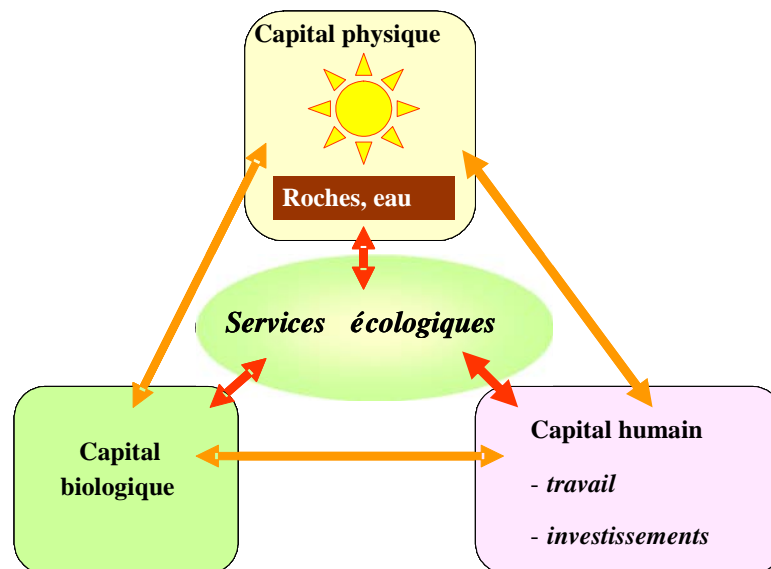 Capital physique
Roches, eau
Services écologiques
Capital
biologique
Capital humain
- travail
- investissements